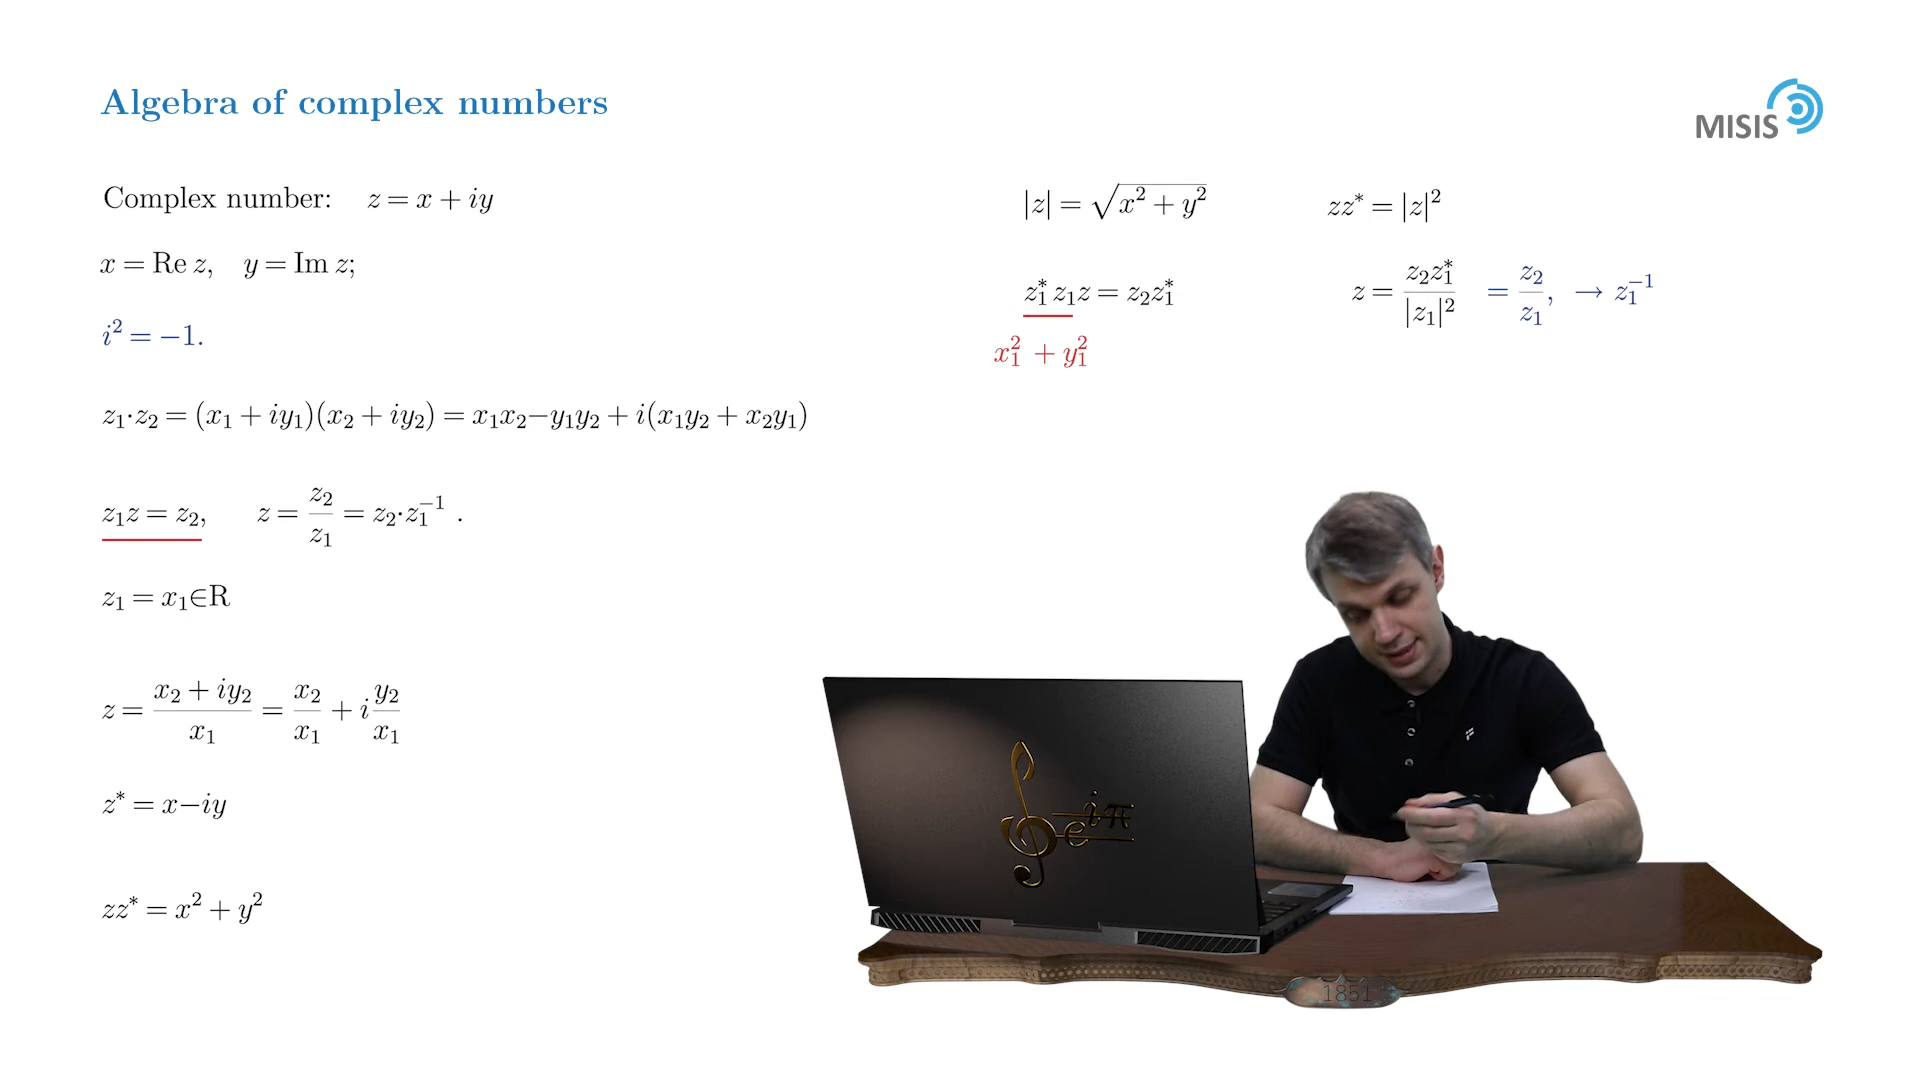 Algebra of complex numbers
MISIS
Complex number: z = x + iy
x = Re z, y = Im z;
i² = −1.
z₁·z₂ = (x₁ + iy₁)(x₂ + iy₂) = x₁x₂−y₁y₂ + i(x₁y₂ + x₂y₁)
z₁z = z₂, z = z₂/z₁ = z₂·z₁⁻¹ .
z₁ = x₁∈R
z = (x₂ + iy₂)/x₁ = x₂/x₁ + i y₂/x₁
z* = x−iy
zz* = x² + y²
|z| = √(x² + y²) zz* = |z|²
z₁* z₁z = z₂z₁* z = z₂z₁*/|z₁|² = z₂/z₁, → z₁⁻¹
x₁² + y₁²
e^{iπ}
1851